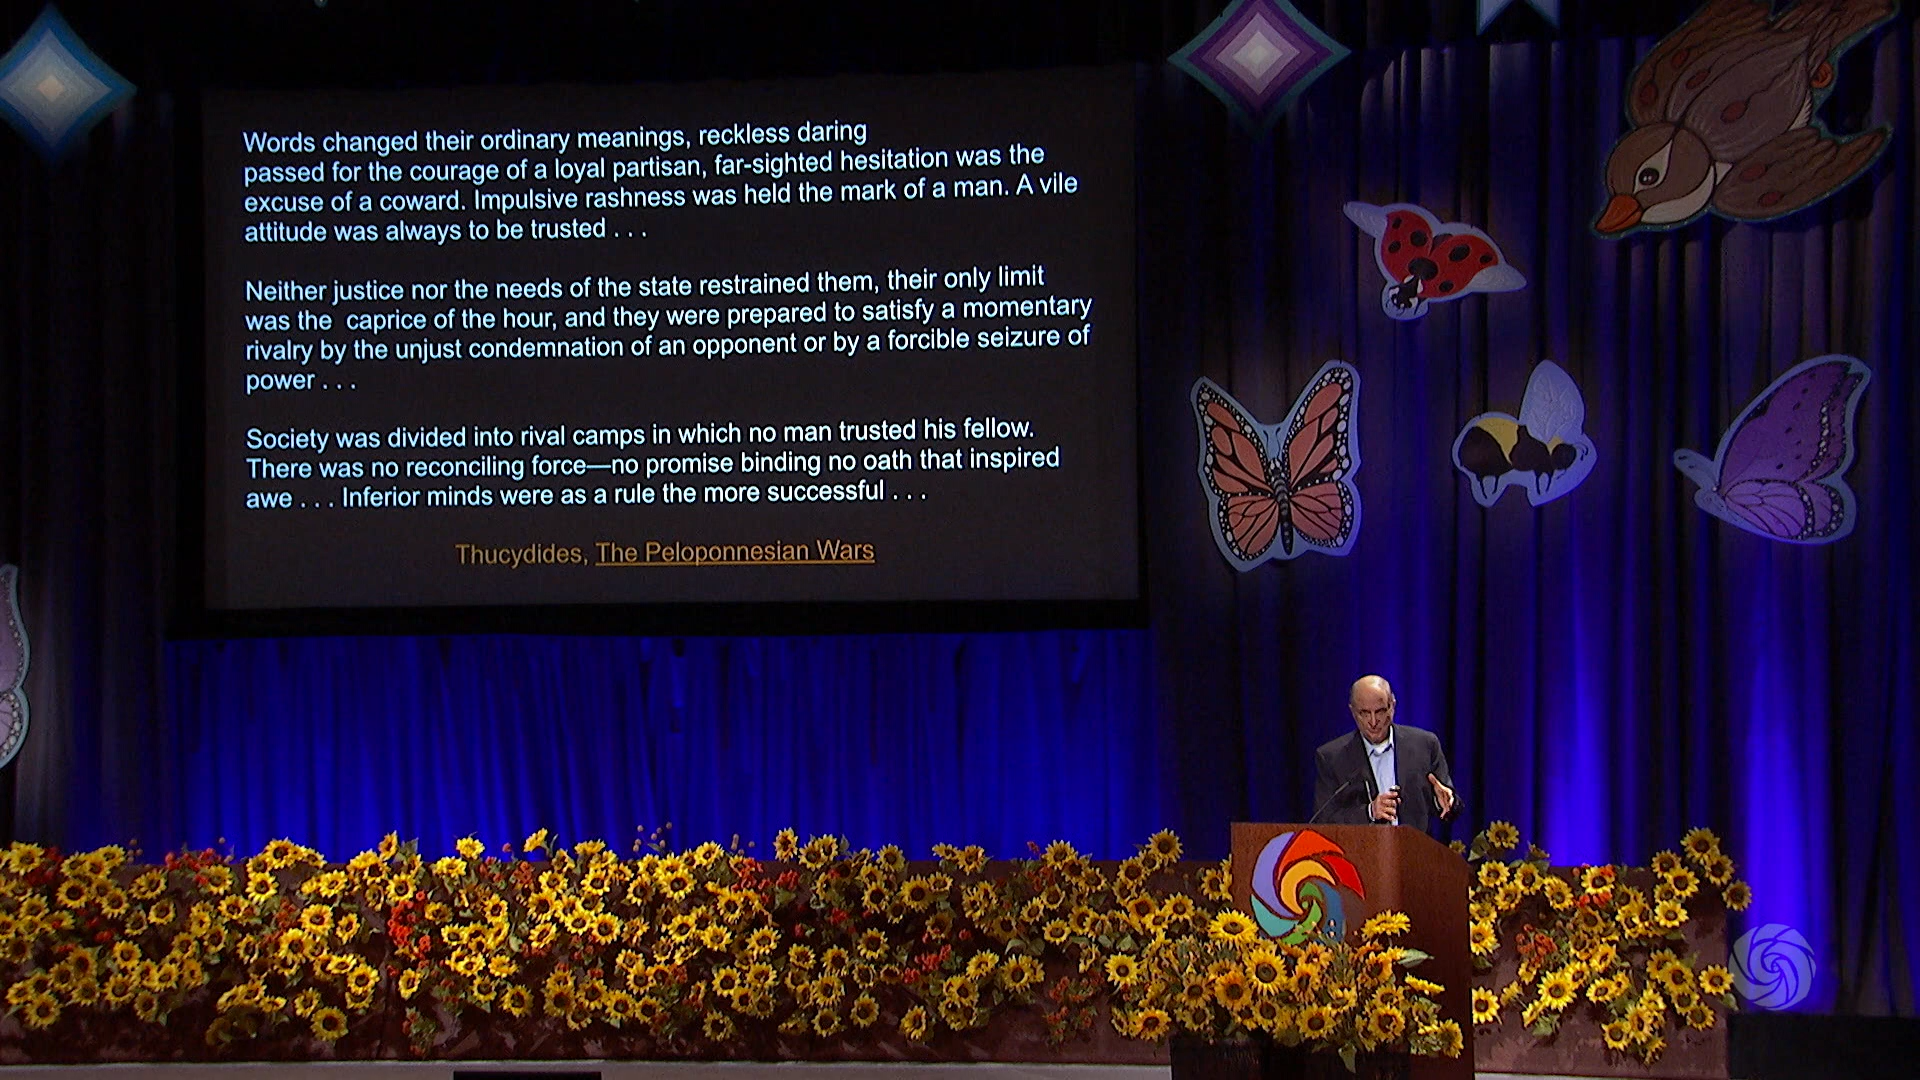 Words changed their ordinary meanings, reckless daring
passed for the courage of a loyal partisan, far-sighted hesitation was the
excuse of a coward. Impulsive rashness was held the mark of a man. A vile
attitude was always to be trusted . . .
Neither justice nor the needs of the state restrained them, their only limit
was the caprice of the hour, and they were prepared to satisfy a momentary
rivalry by the unjust condemnation of an opponent or by a forcible seizure of
power . . .
Society was divided into rival camps in which no man trusted his fellow.
There was no reconciling force—no promise binding no oath that inspired
awe . . . Inferior minds were as a rule the more successful . . .
Thucydides, The Peloponnesian Wars